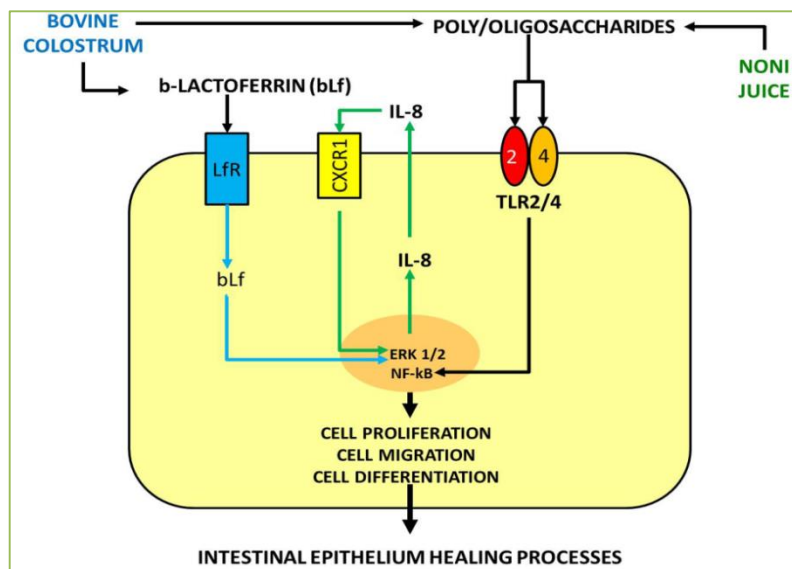 BOVINE
COLOSTRUM
POLY/OLIGOSACCHARIDES
NONI
JUICE
b-LACTOFERRIN (bLf)
IL-8
LfR
CXCR1
2
4
TLR2/4
IL-8
bLf
ERK 1/2
NF-kB
CELL PROLIFERATION
CELL MIGRATION
CELL DIFFERENTIATION
INTESTINAL EPITHELIUM HEALING PROCESSES